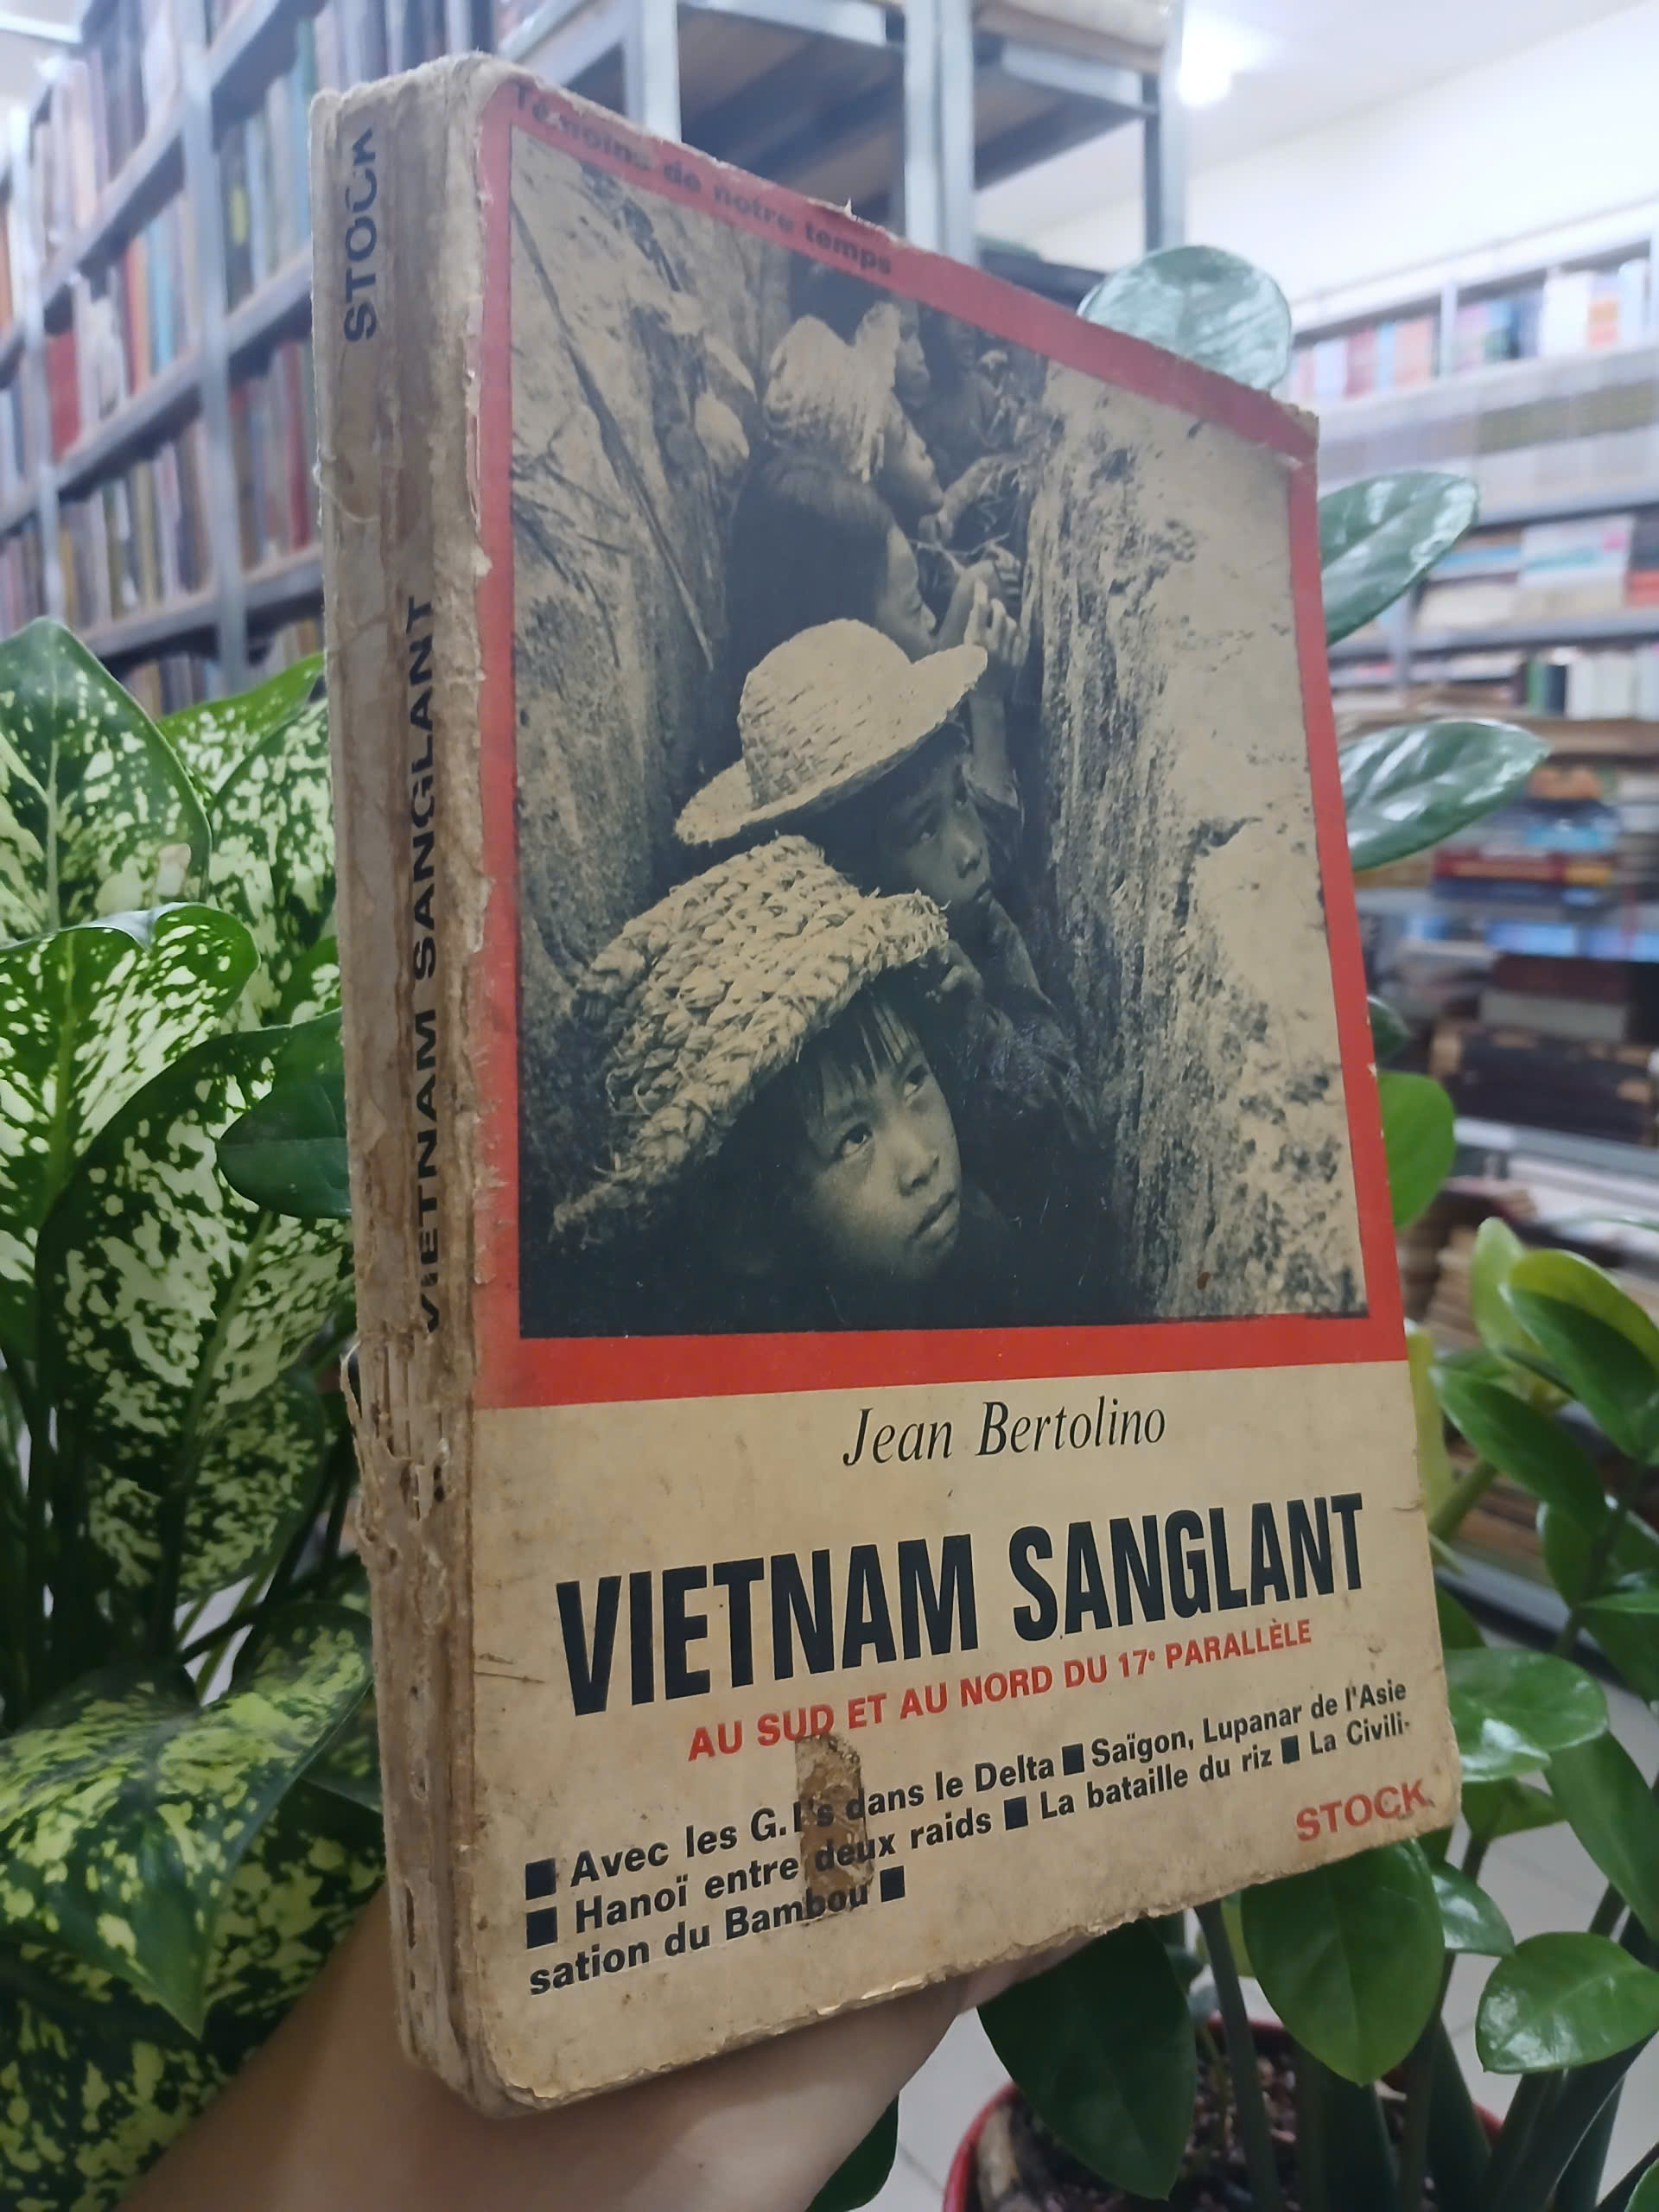 STOCK
VIETNAM SANGLANT
Témoins de notre temps
Jean Bertolino
VIETNAM SANGLANT
AU SUD ET AU NORD DU 17e PARALLÈLE
■ Avec les G.I's dans le Delta ■ Saïgon, Lupanar de l'Asie
■ Hanoï entre deux raids ■ La bataille du riz ■ La Civili-
sation du Bambou ■
STOCK